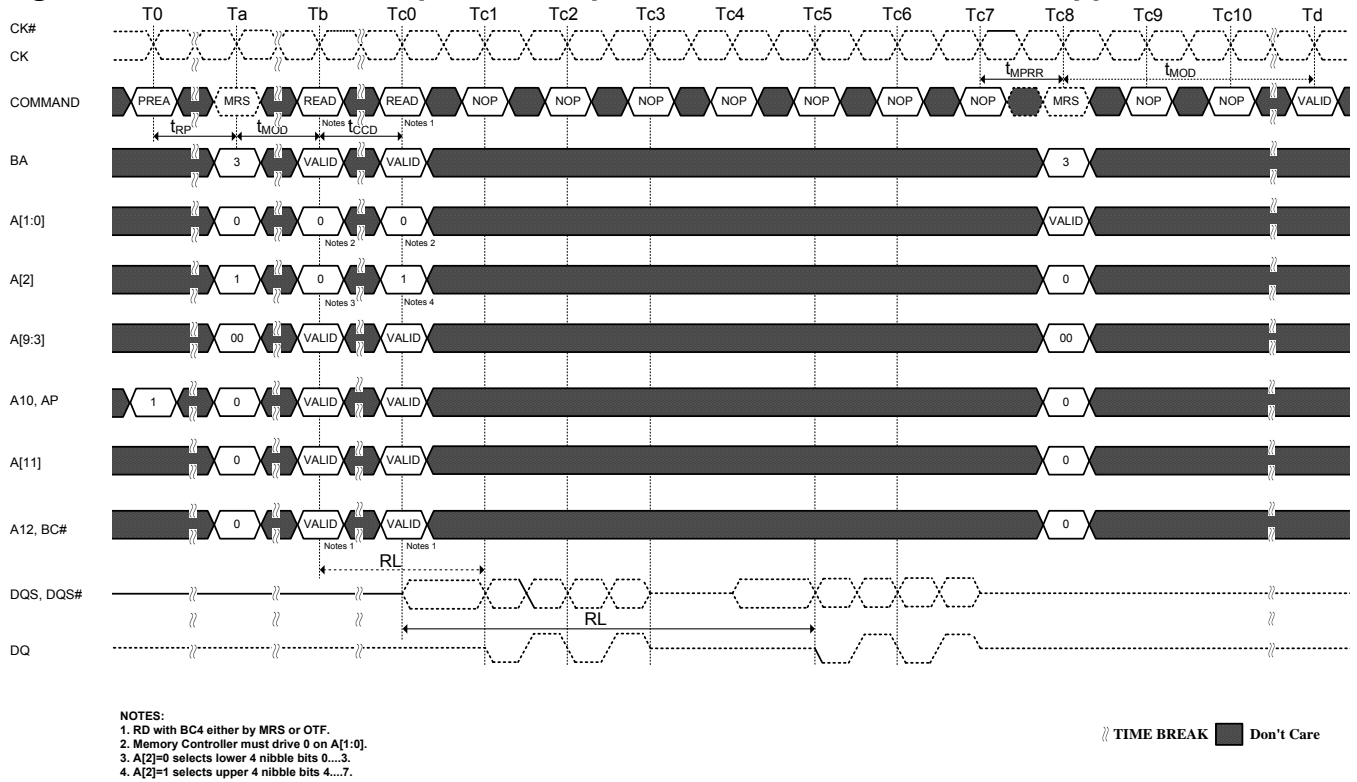 T0 Ta Tb Tc0 Tc1 Tc2 Tc3 Tc4 Tc5 Tc6 Tc7 Tc8 Tc9 Tc10 Td
CK#
CK
tMPRR tMOD
COMMAND PREA MRS READ READ NOP NOP NOP NOP NOP NOP NOP MRS NOP NOP VALID
Notes 1 Notes 1
tRP tMOD tCCD
BA 3 VALID VALID 3
A[1:0] 0 0 0 VALID
Notes 2 Notes 2
A[2] 1 0 1 0
Notes 3 Notes 4
A[9:3] 00 VALID VALID 00
A10, AP 1 0 VALID VALID 0
A[11] 0 VALID VALID 0
A12, BC# 0 VALID VALID 0
Notes 1 Notes 1
RL
DQS, DQS#
RL
DQ
NOTES:
1. RD with BC4 either by MRS or OTF.
2. Memory Controller must drive 0 on A[1:0].
3. A[2]=0 selects lower 4 nibble bits 0....3.
4. A[2]=1 selects upper 4 nibble bits 4....7.
TIME BREAK Don't Care